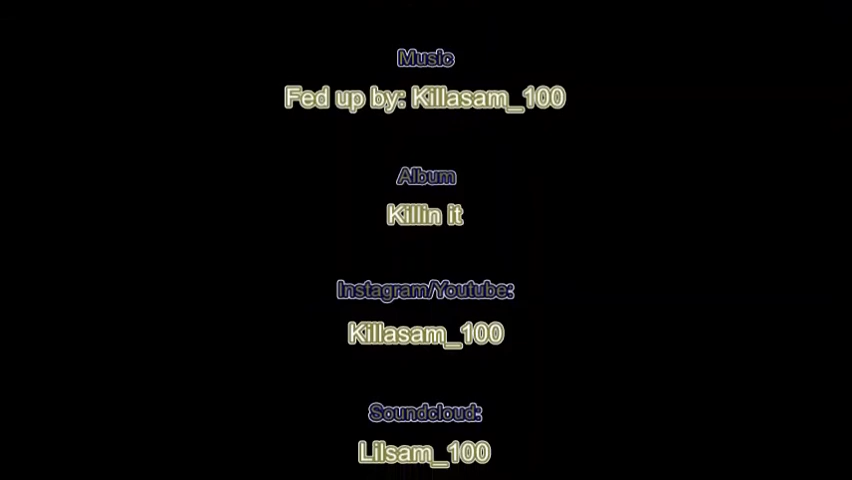 Music
Fed up by: Killasam_100
Album
Killin it
Instagram/Youtube:
Killasam_100
Soundcloud:
Lilsam_100